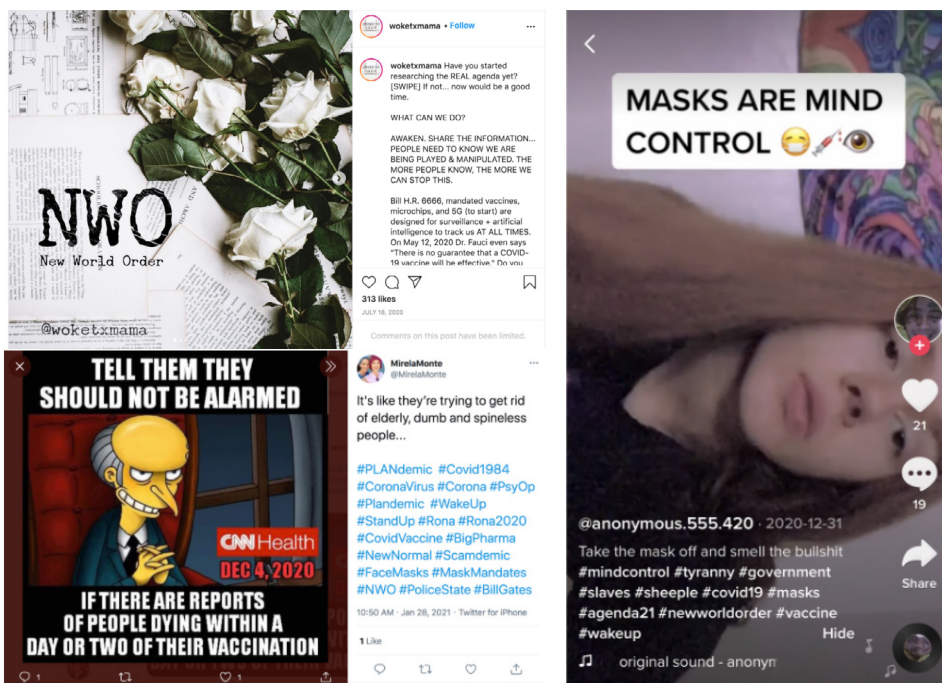 NWO
New World Order
@woketxmama
woketxmama • Follow
...
woketxmama Have you started
researching the REAL agenda yet?
[SWIPE] If not... now would be a good
time.
WHAT CAN WE DO?
AWAKEN. SHARE THE INFORMATION...
PEOPLE NEED TO KNOW WE ARE
BEING PLAYED & MANIPULATED. THE
MORE PEOPLE KNOW, THE MORE WE
CAN STOP THIS.
Bill H.R. 6666, mandated vaccines,
microchips, and 5G (to start) are
designed for surveillance + artificial
intelligence to track us AT ALL TIMES.
On May 12, 2020 Dr. Fauci even says
"There is no guarantee that a COVID-
19 vaccine will be effective." Do you
313 likes
JULY 18, 2020
Comments on this post have been limited.
TELL THEM THEY
SHOULD NOT BE ALARMED
CNN Health
DEC 4, 2020
IF THERE ARE REPORTS
OF PEOPLE DYING WITHIN A
DAY OR TWO OF THEIR VACCINATION
1
1
MirelaMonte
@MirelaMonte
It's like they're trying to get rid
of elderly, dumb and spineless
people...
#PLANdemic #Covid1984
#CoronaVirus #Corona #PsyOp
#Plandemic #WakeUp
#StandUp #Rona #Rona2020
#CovidVaccine #BigPharma
#NewNormal #Scamdemic
#FaceMasks #MaskMandates
#NWO #PoliceState #BillGates
10:50 AM · Jan 28, 2021 · Twitter for iPhone
1 Like
MASKS ARE MIND
CONTROL 😷💉👁
21
19
Share
@anonymous.555.420 · 2020-12-31
Take the mask off and smell the bullshit
#mindcontrol #tyranny #government
#slaves #sheeple #covid19 #masks
#agenda21 #newworldorder #vaccine
#wakeup
Hide
original sound - anonym